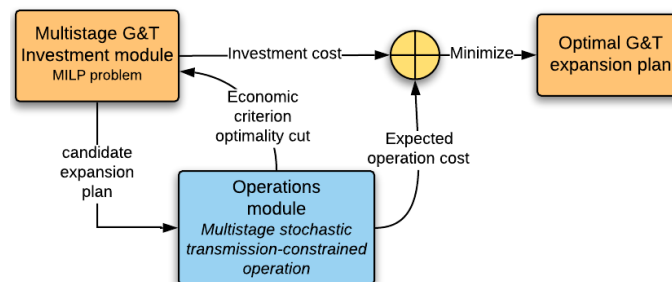 Multistage G&T
Investment module
MILP problem
Investment cost
Minimize
Optimal G&T
expansion plan
Economic
criterion
optimality cut
Expected
operation cost
candidate
expansion
plan
Operations
module
Multistage stochastic
transmission-constrained
operation